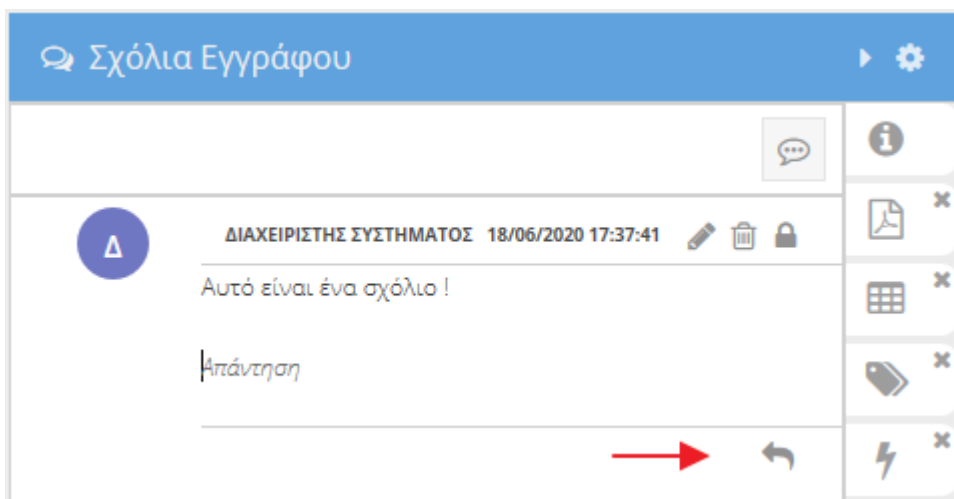 Σχόλια Εγγράφου
Δ
ΔΙΑΧΕΙΡΙΣΤΗΣ ΣΥΣΤΗΜΑΤΟΣ 18/06/2020 17:37:41
Αυτό είναι ένα σχόλιο !
Απάντηση